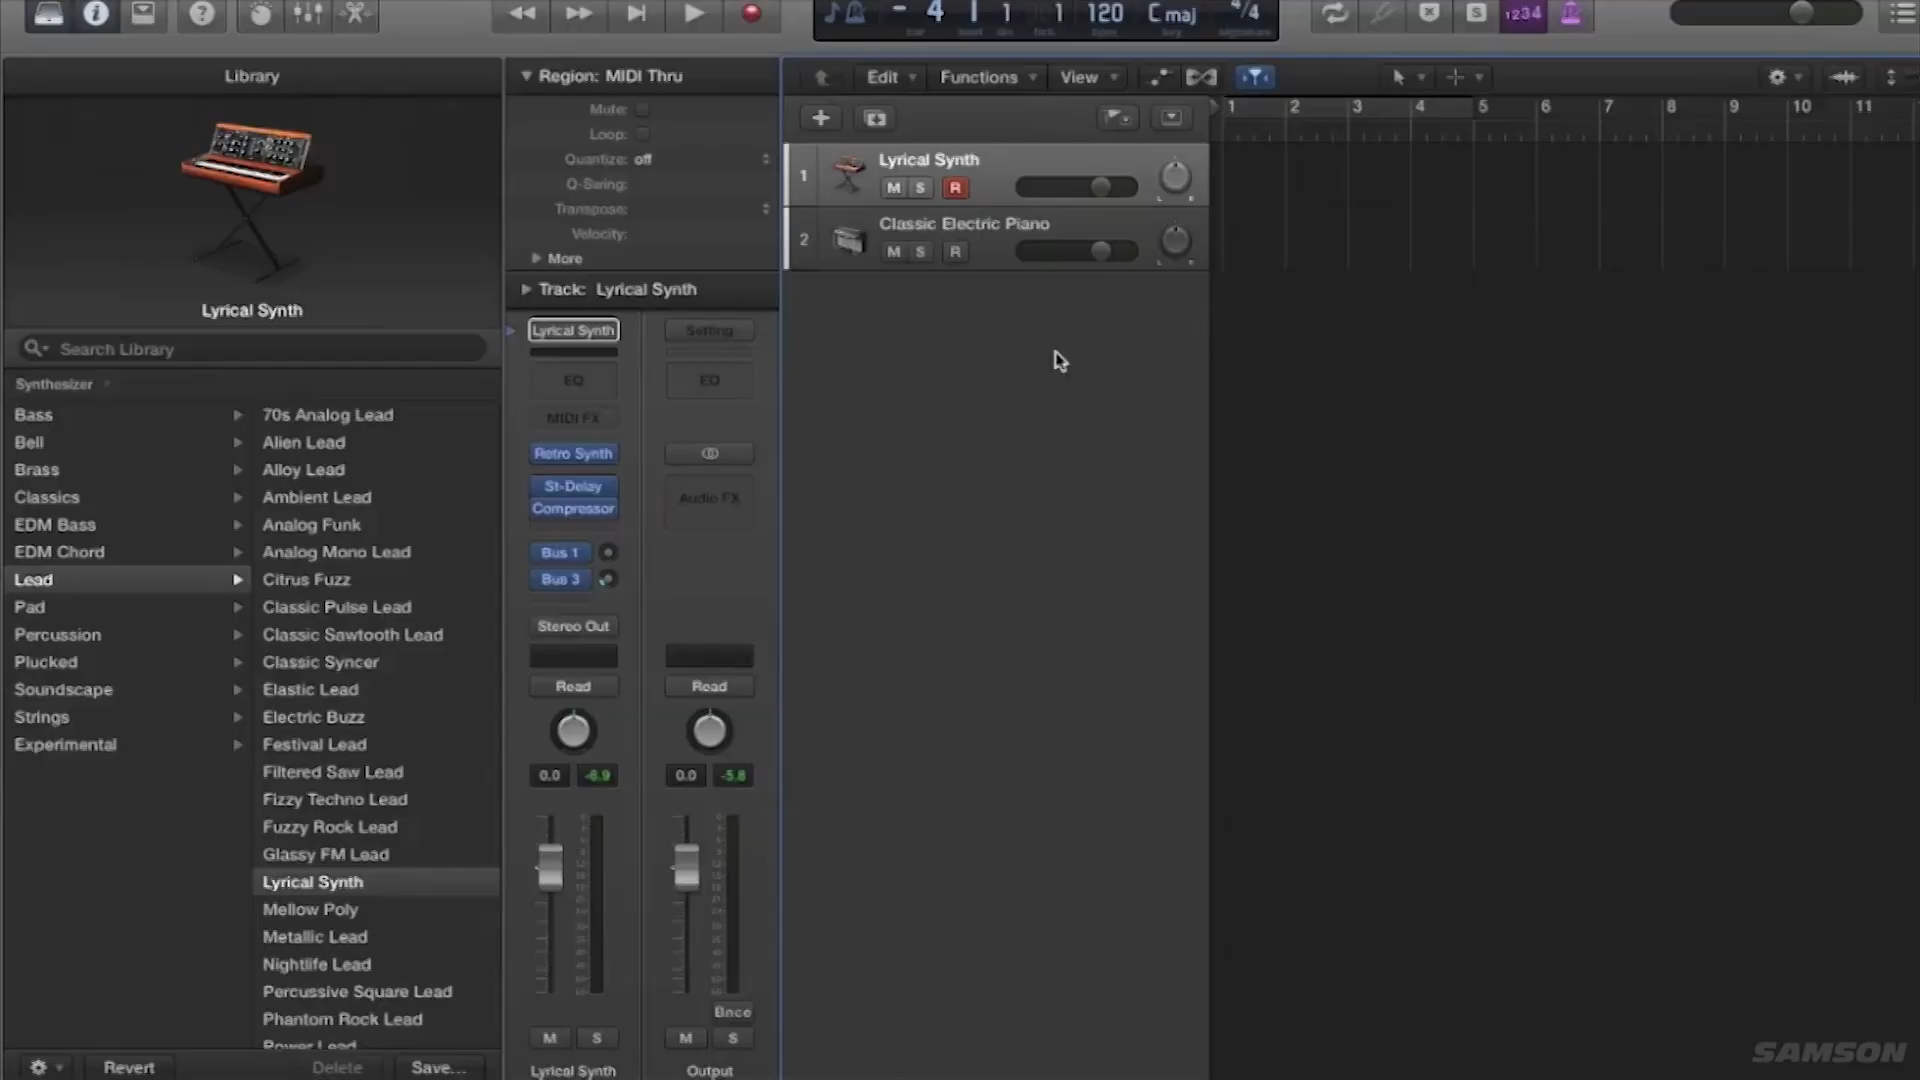 - 4 1 1 120 C maj 4/4
1234
S
Library
Lyrical Synth
Search Library
Synthesizer
Bass
Bell
Brass
Classics
EDM Bass
EDM Chord
Lead
Pad
Percussion
Plucked
Soundscape
Strings
Experimental
70s Analog Lead
Alien Lead
Alloy Lead
Ambient Lead
Analog Funk
Analog Mono Lead
Citrus Fuzz
Classic Pulse Lead
Classic Sawtooth Lead
Classic Syncer
Elastic Lead
Electric Buzz
Festival Lead
Filtered Saw Lead
Fizzy Techno Lead
Fuzzy Rock Lead
Glassy FM Lead
Lyrical Synth
Mellow Poly
Metallic Lead
Nightlife Lead
Percussive Square Lead
Phantom Rock Lead
Power Lead
Revert Delete Save...
Region: MIDI Thru
Mute:
Loop:
Quantize: off
Q-Swing:
Transpose:
Velocity:
More
Track: Lyrical Synth
Lyrical Synth
EQ
MIDI FX
Retro Synth
St-Delay
Compressor
Bus 1
Bus 3
Stereo Out
Read
0.0 -8.9
M S
Lyrical Synth
Setting
EQ
Audio FX
Read
0.0 -5.8
Bnce
M S
Output
Edit Functions View
1 2 3 4 5 6 7 8 9 10 11
1 Lyrical Synth
M S R
2 Classic Electric Piano
M S R
SAMSON